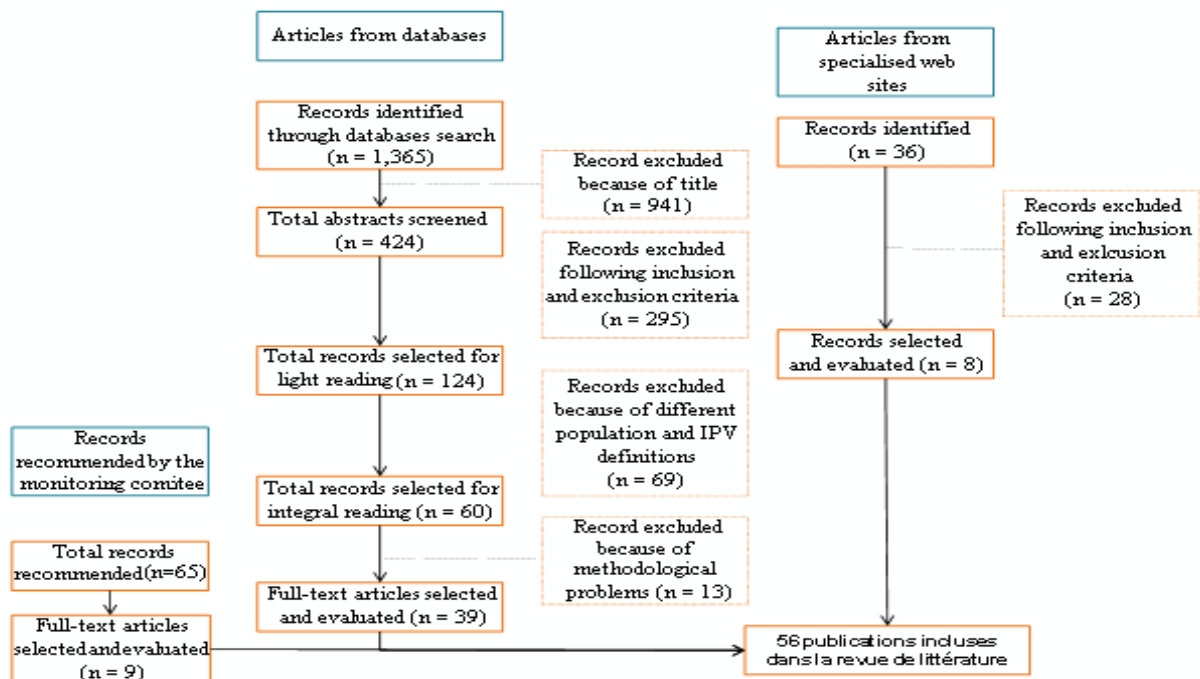 Articles from databases
Articles from
specialised web
sites
Records identified
through databases search
(n = 1,365)
Records identified
(n = 36)
Record excluded
because of title
(n = 941)
Total abstracts screened
(n = 424)
Records excluded
following inclusion
and exlcusion
criteria
(n = 28)
Records excluded
following inclusion
and exclusion criteria
(n = 295)
Records selected
and evaluated (n = 8)
Total records selected for
light reading (n = 124)
Records excluded
because of different
population and IPV
definitions
(n = 69)
Records
recommended by the
monitoring comitee
Total records selected for
integral reading (n = 60)
Record excluded
because of
methodological
problems (n = 13)
Total records
recommended (n=65)
Full-text articles selected
and evaluated (n = 39)
Full-text articles
selected and evaluated
(n = 9)
56 publications incluses
dans la revue de littérature